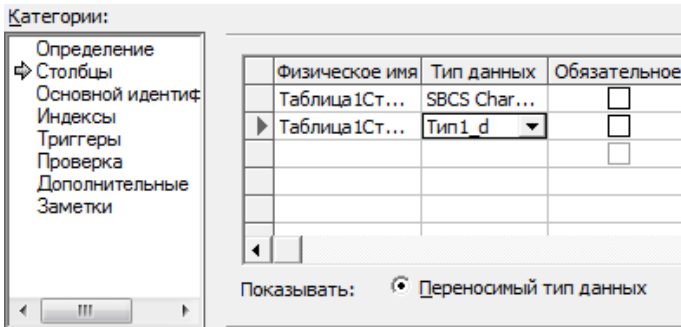 Категории:
Определение
Столбцы
Основной идентиф
Индексы
Триггеры
Проверка
Дополнительные
Заметки
Физическое имя Тип данных Обязательное
Таблица1Ст... SBCS Char...
Таблица1Ст... Тип1_d
Показывать: Переносимый тип данных